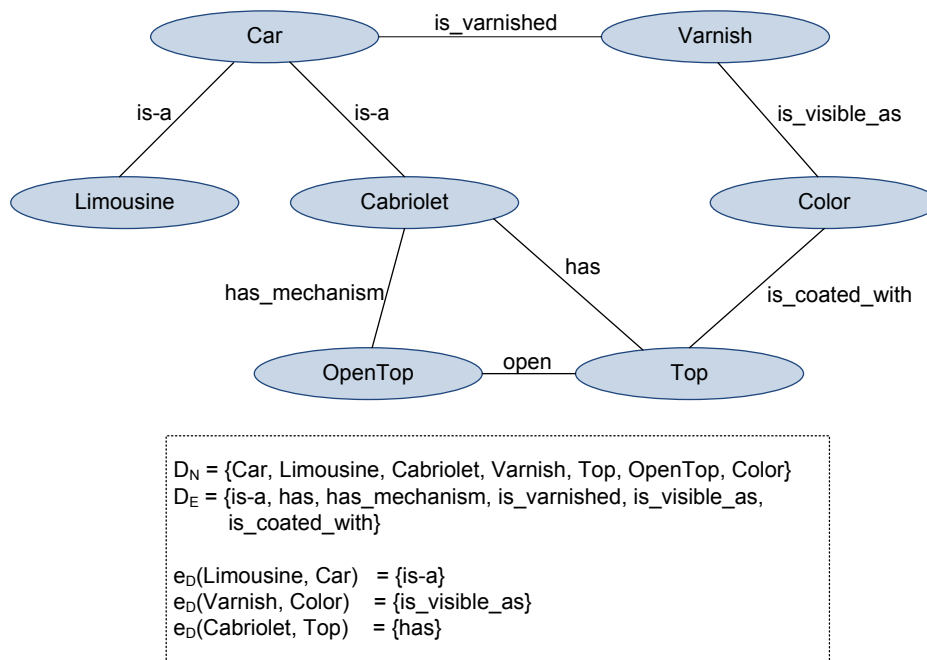 Car
is_varnished
Varnish
is-a
is-a
is_visible_as
Limousine
Cabriolet
Color
has
has_mechanism
is_coated_with
OpenTop
open
Top
D_N = {Car, Limousine, Cabriolet, Varnish, Top, OpenTop, Color}
D_E = {is-a, has, has_mechanism, is_varnished, is_visible_as,
is_coated_with}
e_D(Limousine, Car) = {is-a}
e_D(Varnish, Color) = {is_visible_as}
e_D(Cabriolet, Top) = {has}